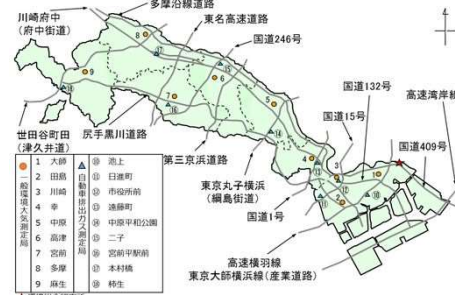 多摩沿線道路
川崎府中
(府中街道)
東名高速道路
国道246号
国道132号
高速湾岸線
国道15号
国道409号
世田谷町田
(津久井道)
尻手黒川道路
第三京浜道路
東京丸子横浜
(綱島街道)
国道1号
高速横羽線
東京大師横浜線(産業道路)
一般環境大気測定局
1 大師
2 田島
3 川崎
4 幸
5 中原
6 高津
7 宮前
8 多摩
9 麻生
自動車排出ガス測定局
⑩ 池上
⑪ 日進町
⑫ 市役所前
⑬ 遠藤町
⑭ 中原平和公園
⑮ 二子
⑯ 宮前平駅前
⑰ 本村橋
⑱ 柿生